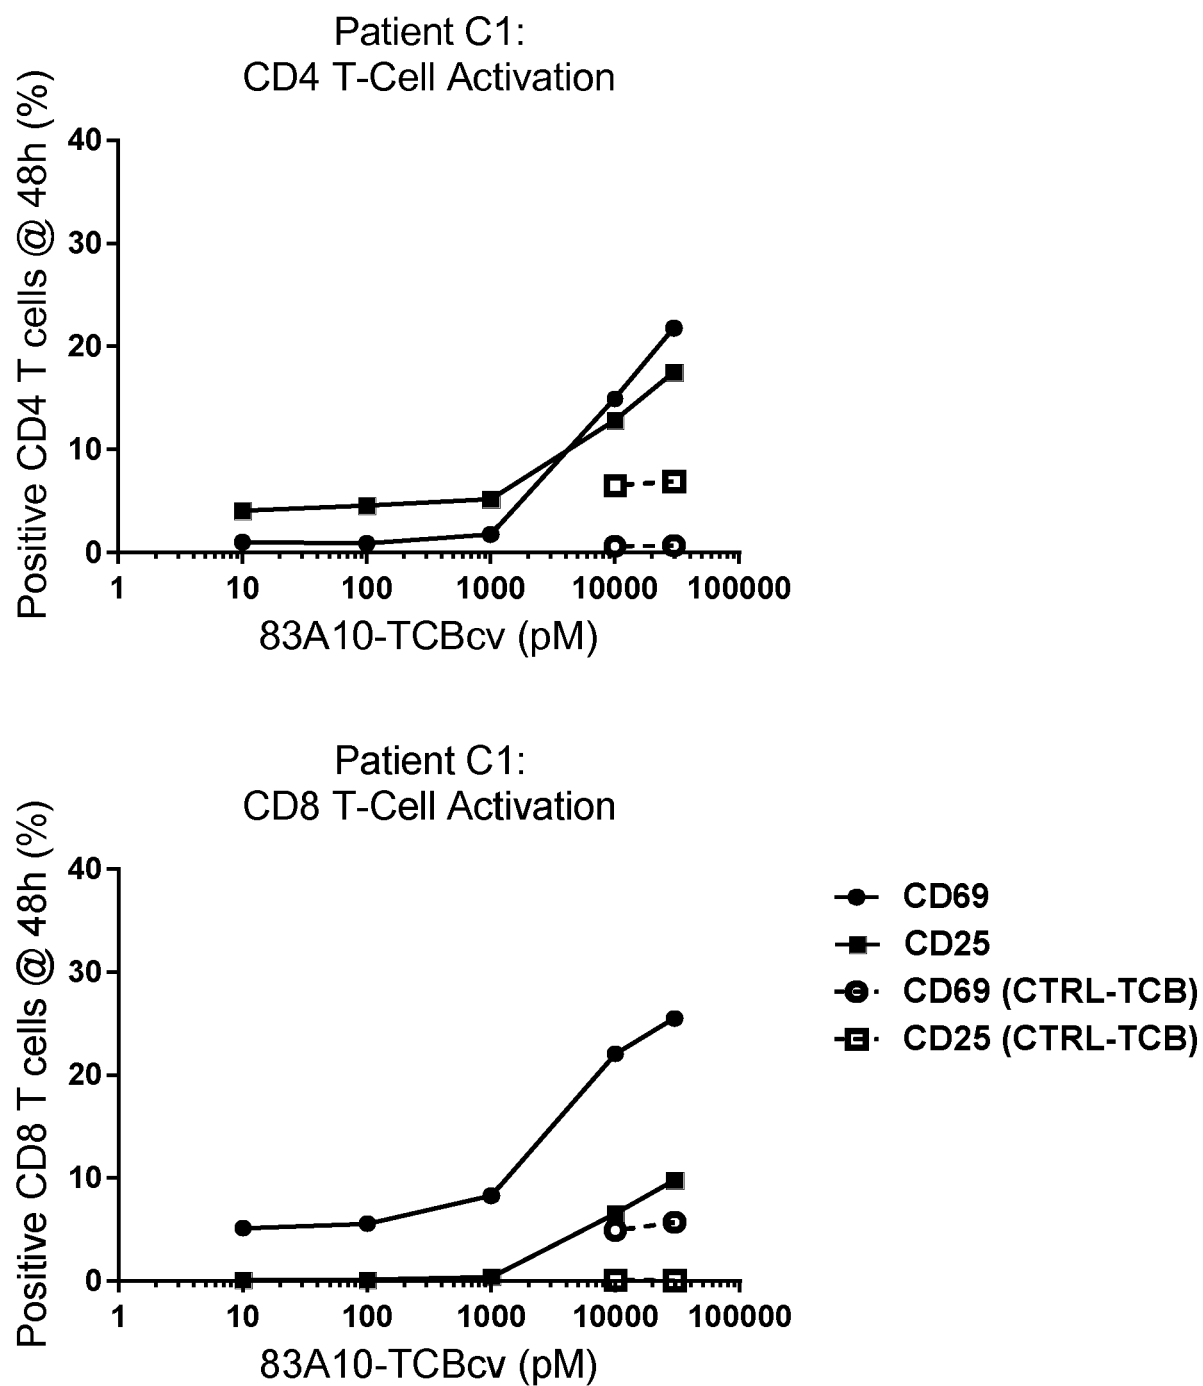 Patient C1:
CD4 T-Cell Activation
Positive CD4 T cells @ 48h (%)
40
30
20
10
0
1 10 100 1000 10000 100000
83A10-TCBcv (pM)
Patient C1:
CD8 T-Cell Activation
Positive CD8 T cells @ 48h (%)
40
30
20
10
0
1 10 100 1000 10000 100000
83A10-TCBcv (pM)
CD69
CD25
CD69 (CTRL-TCB)
CD25 (CTRL-TCB)